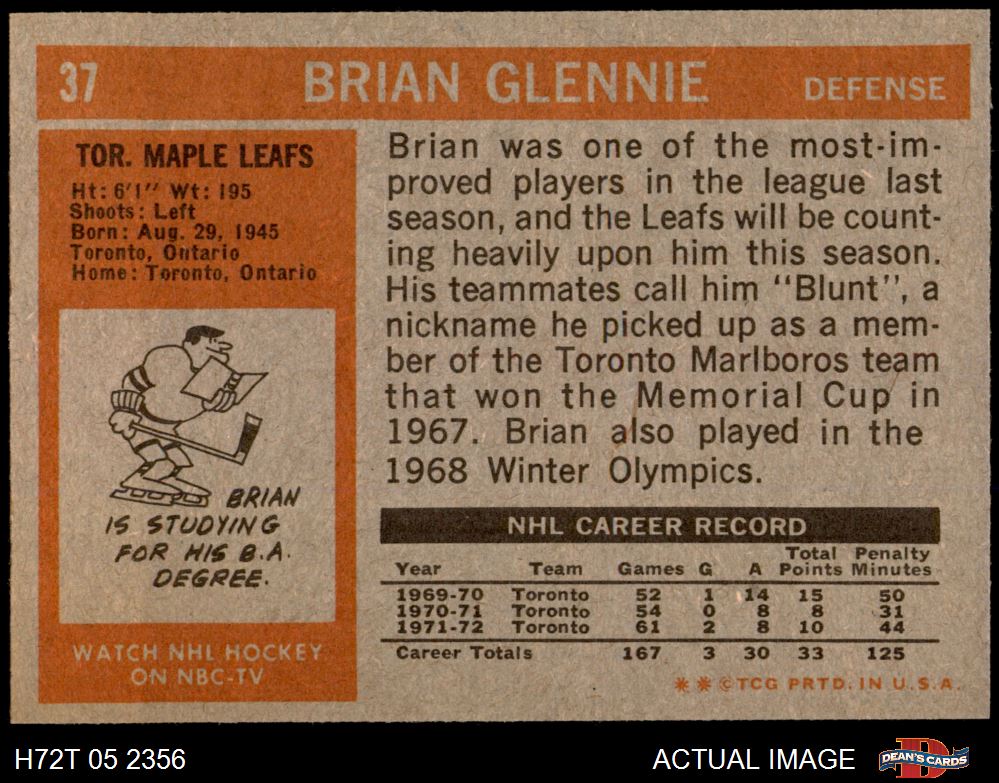 37 BRIAN GLENNIE DEFENSE
TOR. MAPLE LEAFS
Ht: 6'1" Wt: 195
Shoots: Left
Born: Aug. 29, 1945
Toronto, Ontario
Home: Toronto, Ontario
BRIAN
IS STUDYING
FOR HIS B.A.
DEGREE.
WATCH NHL HOCKEY
ON NBC-TV
Brian was one of the most-im-
proved players in the league last
season, and the Leafs will be count-
ing heavily upon him this season.
His teammates call him "Blunt", a
nickname he picked up as a mem-
ber of the Toronto Marlboros team
that won the Memorial Cup in
1967. Brian also played in the
1968 Winter Olympics.
NHL CAREER RECORD
Total Penalty
Year Team Games G A Points Minutes
1969-70 Toronto 52 1 14 15 50
1970-71 Toronto 54 0 8 8 31
1971-72 Toronto 61 2 8 10 44
Career Totals 167 3 30 33 125
* * © TCG PRTD. IN U.S.A.
H72T 05 2356 ACTUAL IMAGE DEAN'S CARDS